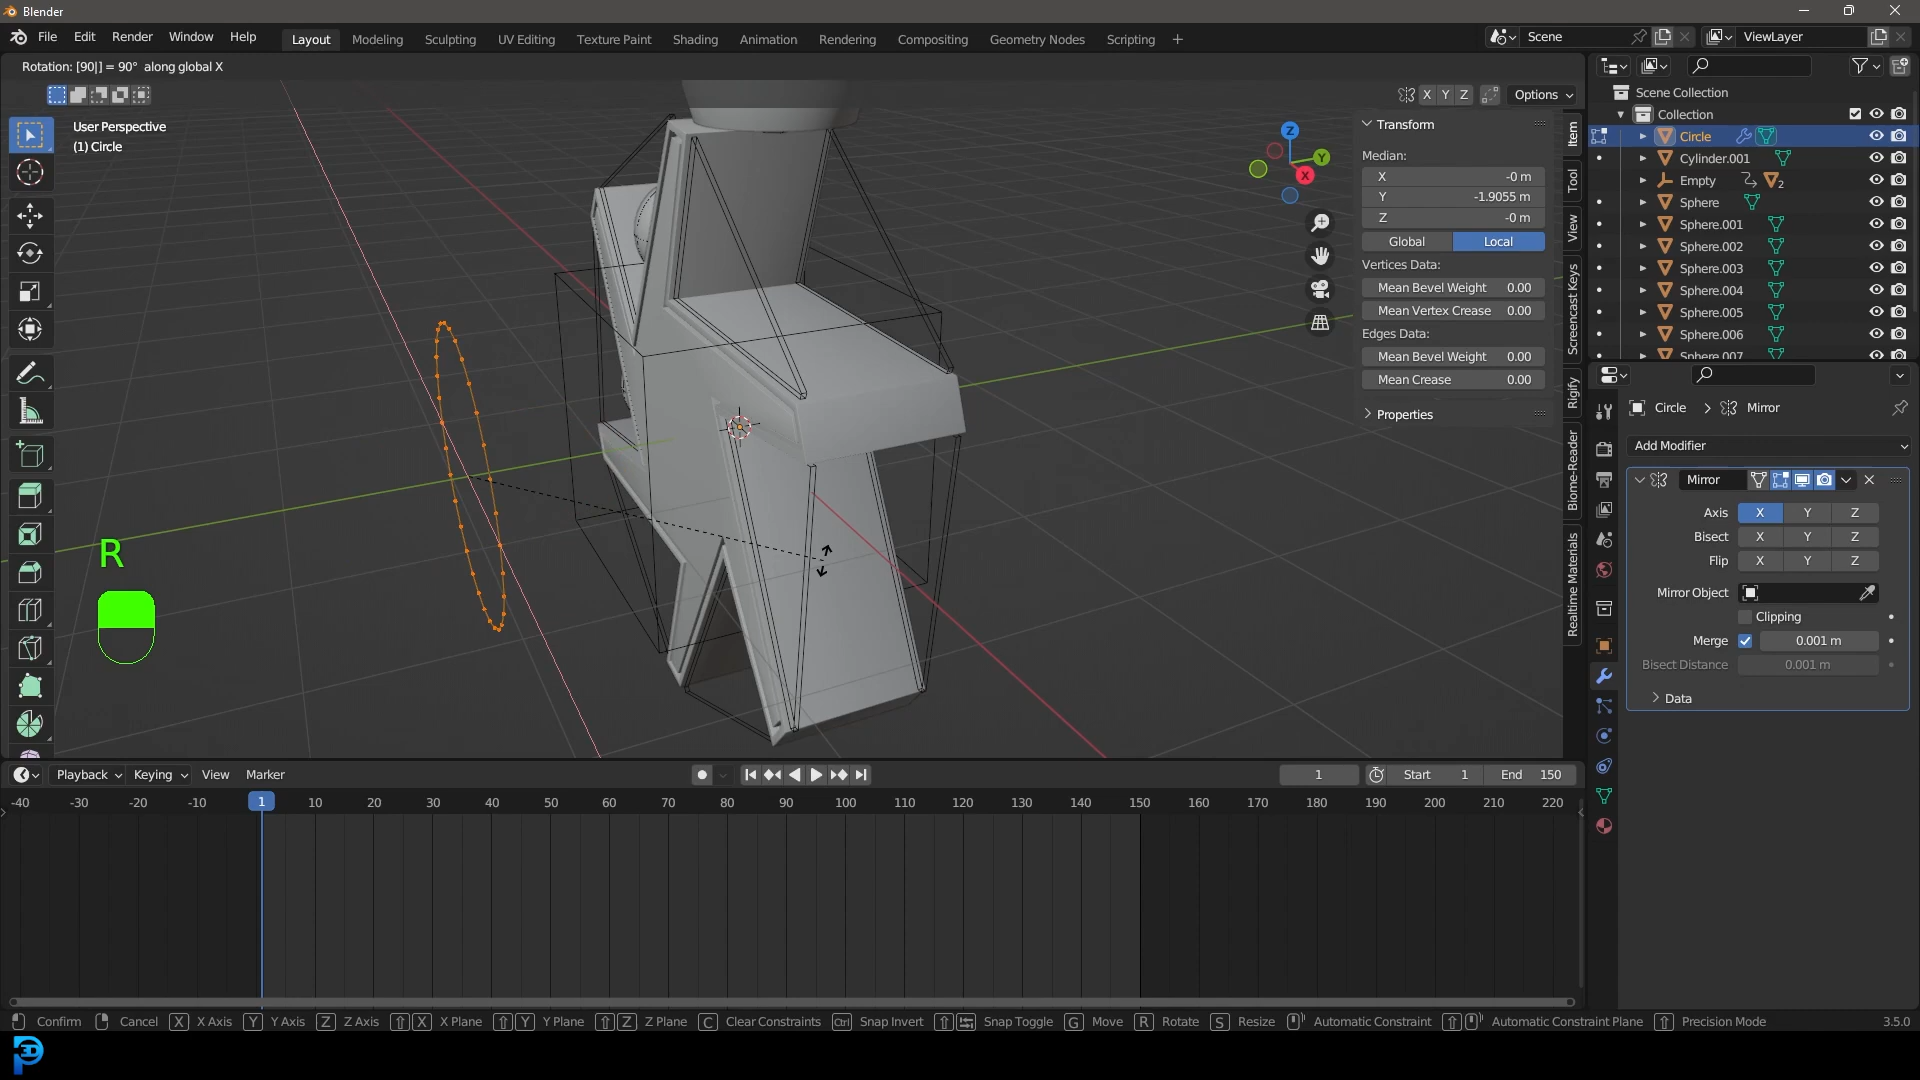 Blender
File Edit Render Window Help Layout Modeling Sculpting UV Editing Texture Paint Shading Animation Rendering Compositing Geometry Nodes Scripting + Scene ViewLayer
Rotation: [90|] = 90° along global X
X Y Z Options
User Perspective
(1) Circle
Z
Y
X
Transform
Median:
X -0 m
Y -1.9055 m
Z -0 m
Global Local
Vertices Data:
Mean Bevel Weight 0.00
Mean Vertex Crease 0.00
Edges Data:
Mean Bevel Weight 0.00
Mean Crease 0.00
Properties
Item
Tool
View
Screencast Keys
Rigify
Biome-Reader
Realtime Materials
R
Scene Collection
Collection
Circle
Cylinder.001
Empty 2
Sphere
Sphere.001
Sphere.002
Sphere.003
Sphere.004
Sphere.005
Sphere.006
Sphere.007
Circle > Mirror
Add Modifier
Mirror
Axis X Y Z
Bisect X Y Z
Flip X Y Z
Mirror Object
Clipping
Merge 0.001 m
Bisect Distance 0.001 m
Data
Playback Keying View Marker 1 Start 1 End 150
-40 -30 -20 -10 1 10 20 30 40 50 60 70 80 90 100 110 120 130 140 150 160 170 180 190 200 210 220
Confirm Cancel X X Axis Y Y Axis Z Z Axis X X Plane Y Y Plane Z Z Plane C Clear Constraints Ctrl Snap Invert Snap Toggle G Move R Rotate S Resize Automatic Constraint Automatic Constraint Plane Precision Mode 3.5.0
3D